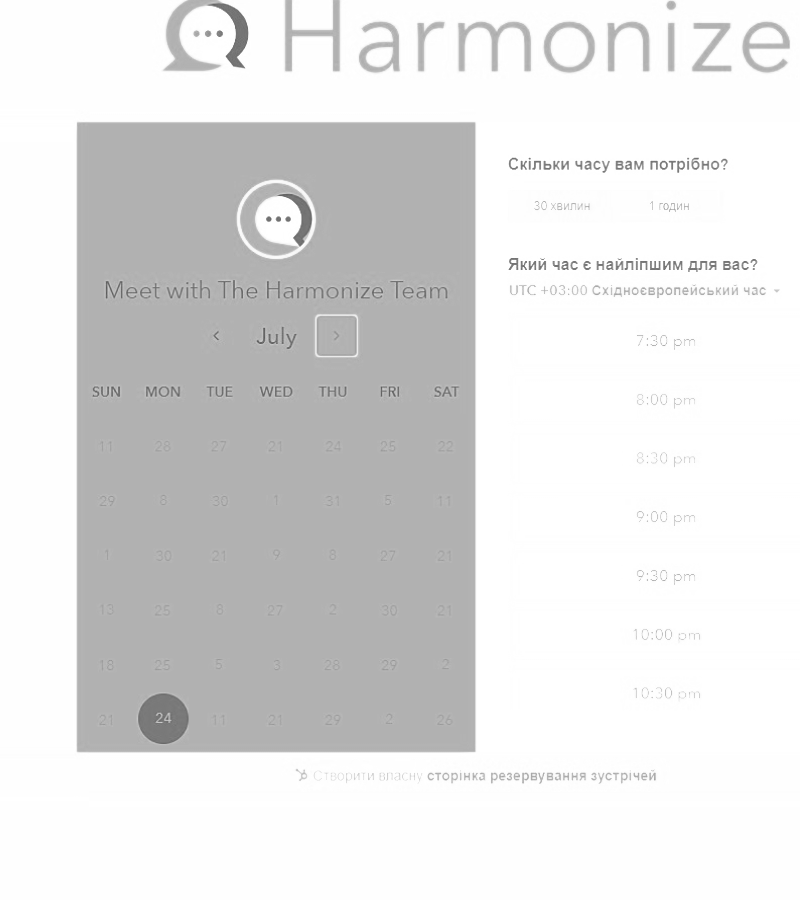 Harmonize
Meet with The Harmonize Team
July
SUN MON TUE WED THU FRI SAT
11 28 27 21 24 25 22
29 8 30 1 31 5 11
1 30 21 9 8 27 21
13 25 8 27 2 30 21
18 25 5 3 28 29 2
21 24 11 21 29 2 26
Скільки часу вам потрібно?
30 хвилин 1 годин
Який час є найліпшим для вас?
UTC +03:00 Східноєвропейський час
7:30 pm
8:00 pm
8:30 pm
9:00 pm
9:30 pm
10:00 pm
10:30 pm
Створити власну сторінка резервування зустрічей